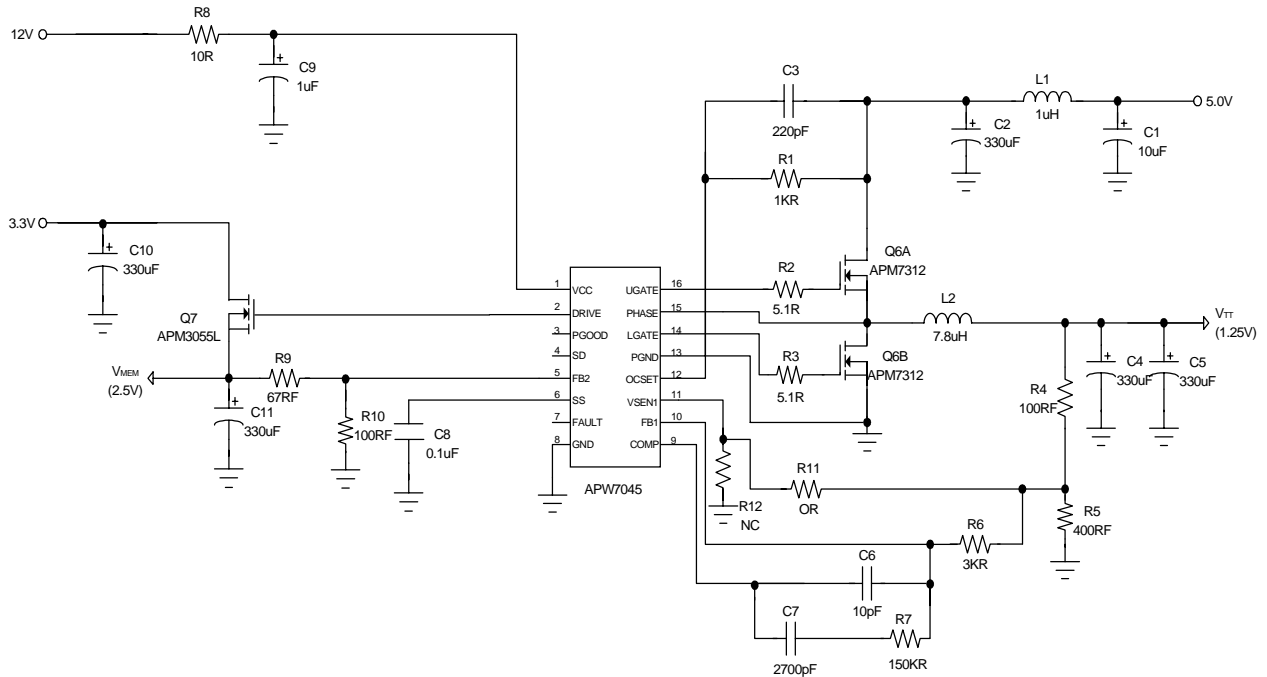 R8
12V
10R
C9
1uF
C3
220pF
L1
1uH
5.0V
C2
330uF
C1
10uF
R1
1KR
3.3V
C10
330uF
Q7
APM3055L
Q6A
APM7312
R2
5.1R
L2
7.8uH
VTT
(1.25V)
Q6B
APM7312
R3
5.1R
C4
330uF
C5
330uF
R4
100RF
1 VCC
2 DRIVE
3 PGOOD
4 SD
5 FB2
6 SS
7 FAULT
8 GND
UGATE 16
PHASE 15
LGATE 14
PGND 13
OCSET 12
VSEN1 11
FB1 10
COMP 9
APW7045
VMEM
(2.5V)
R9
67RF
C11
330uF
R10
100RF
C8
0.1uF
R11
OR
R12
NC
R5
400RF
R6
3KR
C6
10pF
C7
2700pF
R7
150KR
+
+
+
+
+
+
+